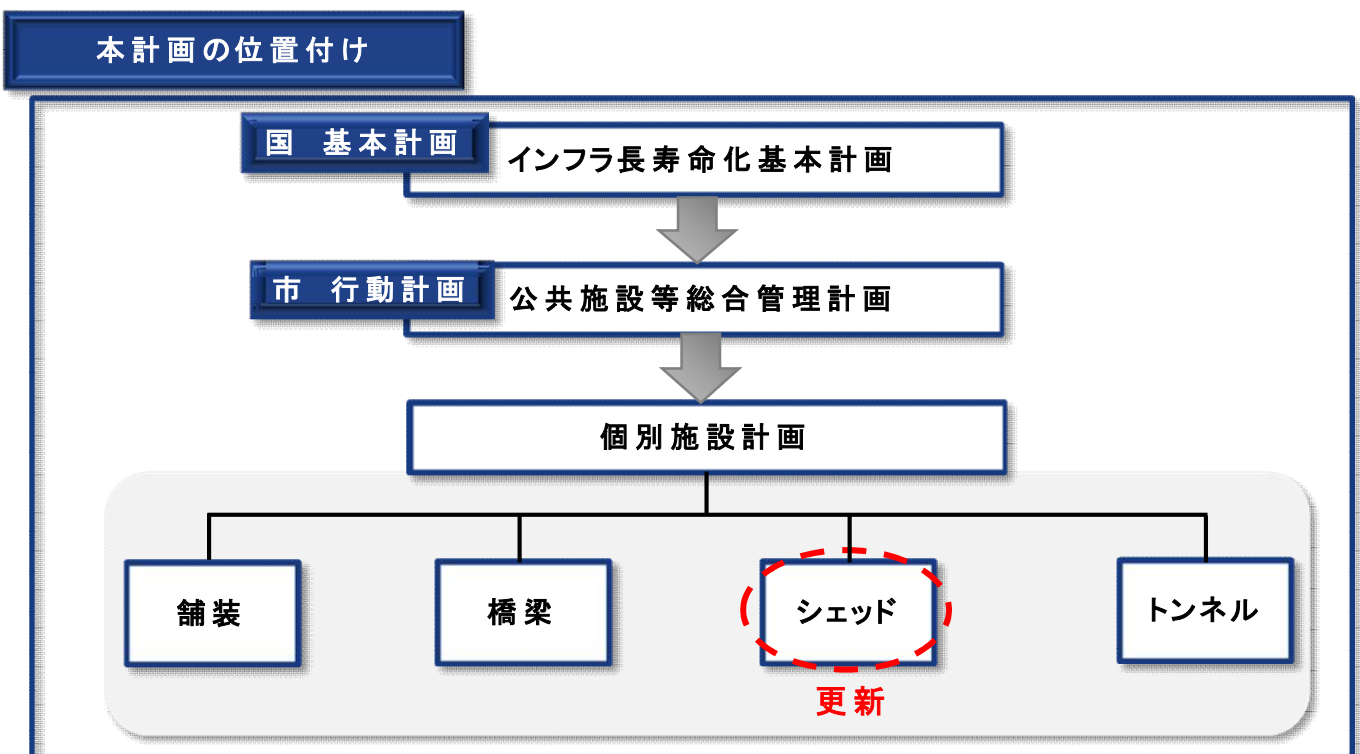 本計画の位置付け
国　基本計画
インフラ長寿命化基本計画
市　行動計画
公共施設等総合管理計画
個別施設計画
舗装
橋梁
シェッド
トンネル
更新